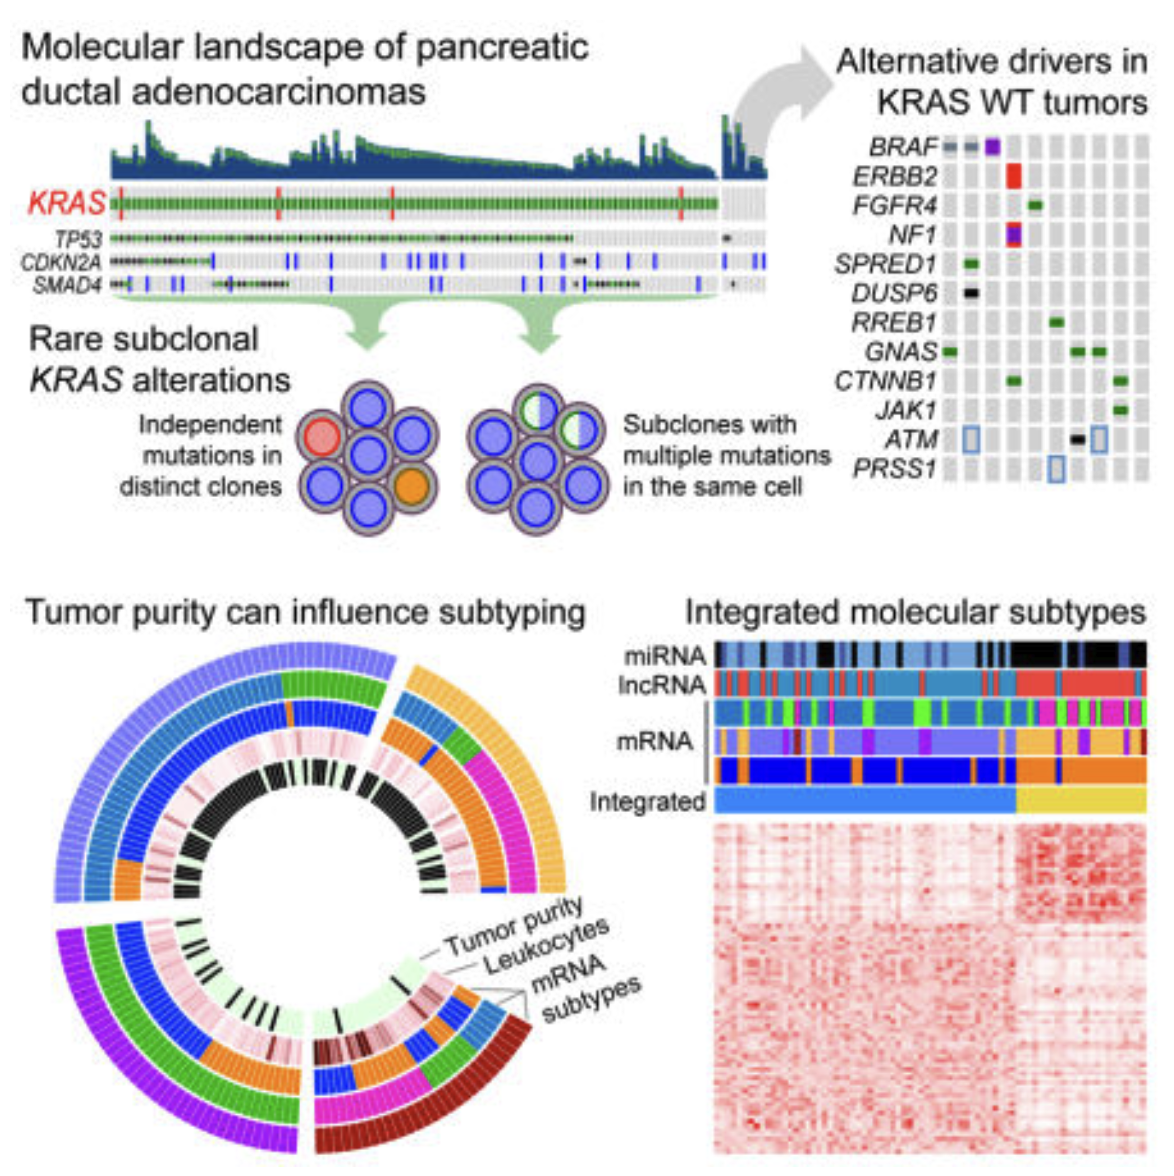 Molecular landscape of pancreatic
ductal adenocarcinomas
KRAS
TP53
CDKN2A
SMAD4
Alternative drivers in
KRAS WT tumors
BRAF
ERBB2
FGFR4
NF1
SPRED1
DUSP6
RREB1
GNAS
CTNNB1
JAK1
ATM
PRSS1
Rare subclonal
KRAS alterations
Independent
mutations in
distinct clones
Subclones with
multiple mutations
in the same cell
Tumor purity can influence subtyping
Tumor purity
Leukocytes
mRNA
subtypes
Integrated molecular subtypes
miRNA
lncRNA
mRNA
Integrated